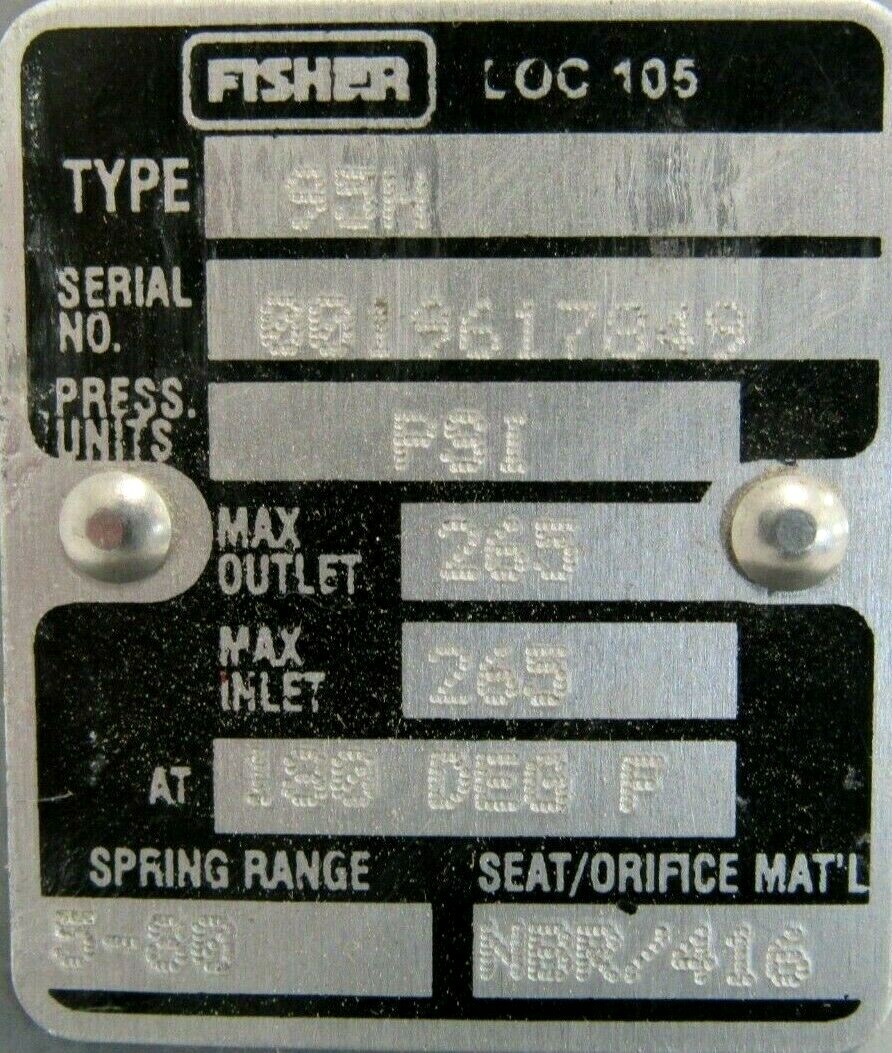 FISHER LOC 105
TYPE 95H
SERIAL NO. 0019617849
PRESS. UNITS PSI
MAX OUTLET 265
MAX INLET 265
AT 180 DEG F
SPRING RANGE SEAT/ORIFICE MAT'L
5-80 NBR/416